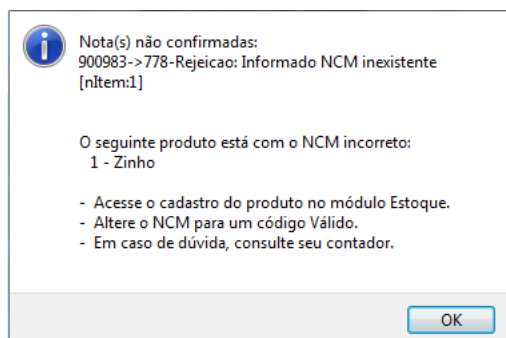 Nota(s) não confirmadas:
900983->778-Rejeicao: Informado NCM inexistente
[nItem:1]
O seguinte produto está com o NCM incorreto:
1 - Zinho
- Acesse o cadastro do produto no módulo Estoque.
- Altere o NCM para um código Válido.
- Em caso de dúvida, consulte seu contador.
OK